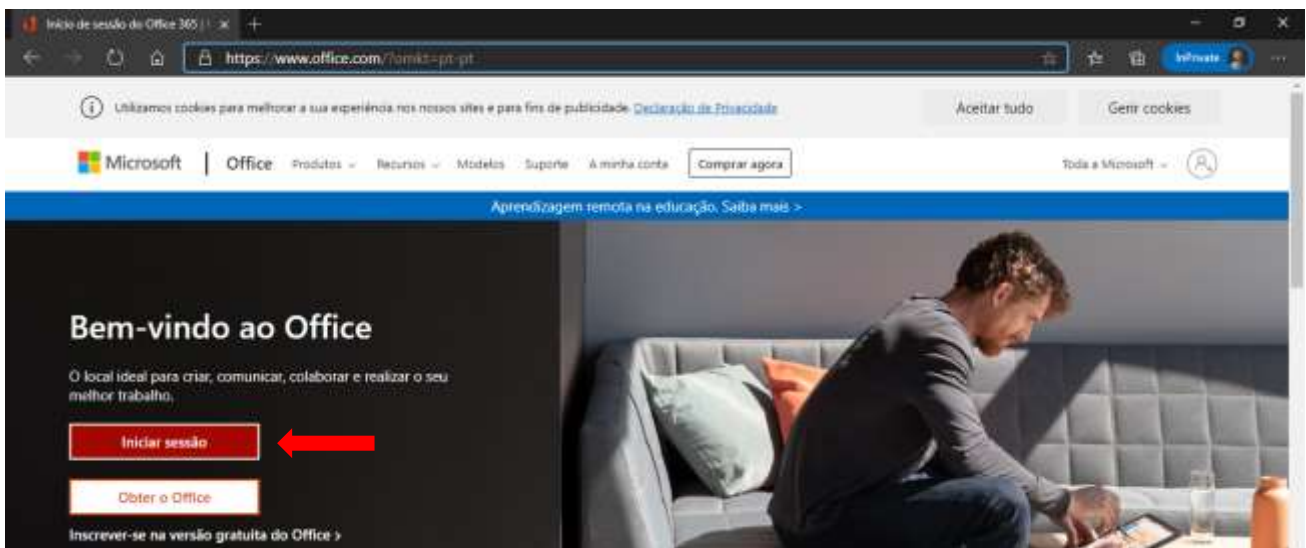 Início de sessão do Office 365 |
https://www.office.com/?omkt=pt-pt
InPrivate
Utilizamos cookies para melhorar a sua experiência nos nossos sites e para fins de publicidade. Declaração de Privacidade
Aceitar tudo
Gerir cookies
Microsoft | Office
Produtos
Recursos
Modelos
Suporte
A minha conta
Comprar agora
Toda a Microsoft
Aprendizagem remota na educação. Saiba mais >
Bem-vindo ao Office
O local ideal para criar, comunicar, colaborar e realizar o seu
melhor trabalho.
Iniciar sessão
Obter o Office
Inscrever-se na versão gratuita do Office >